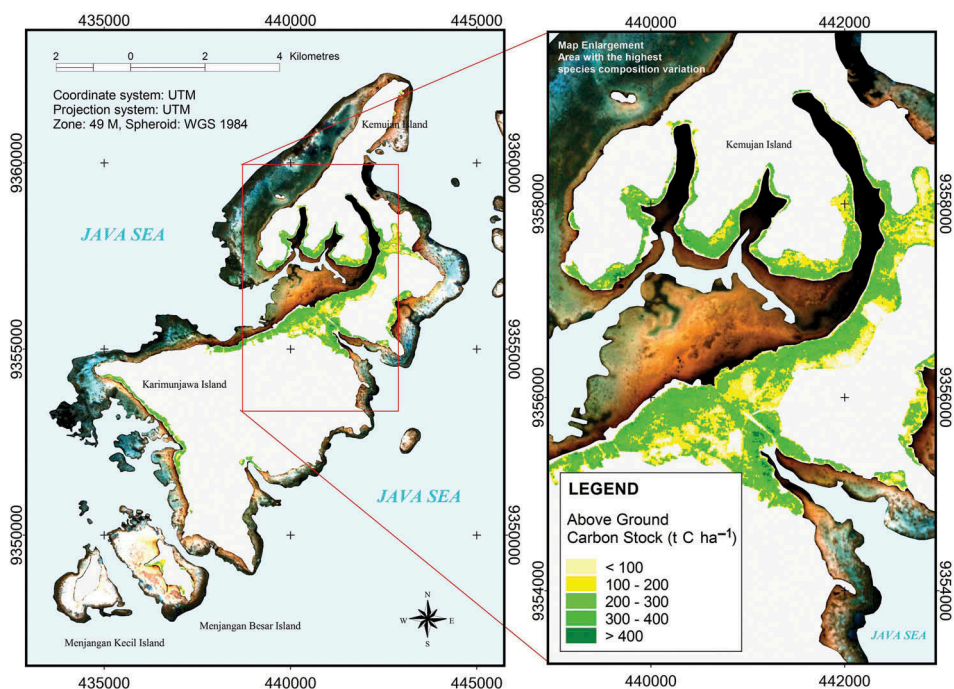 435000 440000 445000
2 0 2 4 Kilometres
Coordinate system: UTM
Projection system: UTM
Zone: 49 M, Spheroid: WGS 1984
Kemujan Island
9360000
9360000
JAVA SEA
9355000
9355000
Karimunjawa Island
JAVA SEA
9350000
9350000
Menjangan Besar Island
Menjangan Kecil Island
N
W E
S
435000 440000 445000
440000 442000
Map Enlargement
Area with the highest
species composition variation
Kemujan Island
9358000
9358000
9356000
9356000
LEGEND
Above Ground
Carbon Stock (t C ha⁻¹)
< 100
100 - 200
200 - 300
300 - 400
> 400
9354000
9354000
JAVA SEA
440000 442000